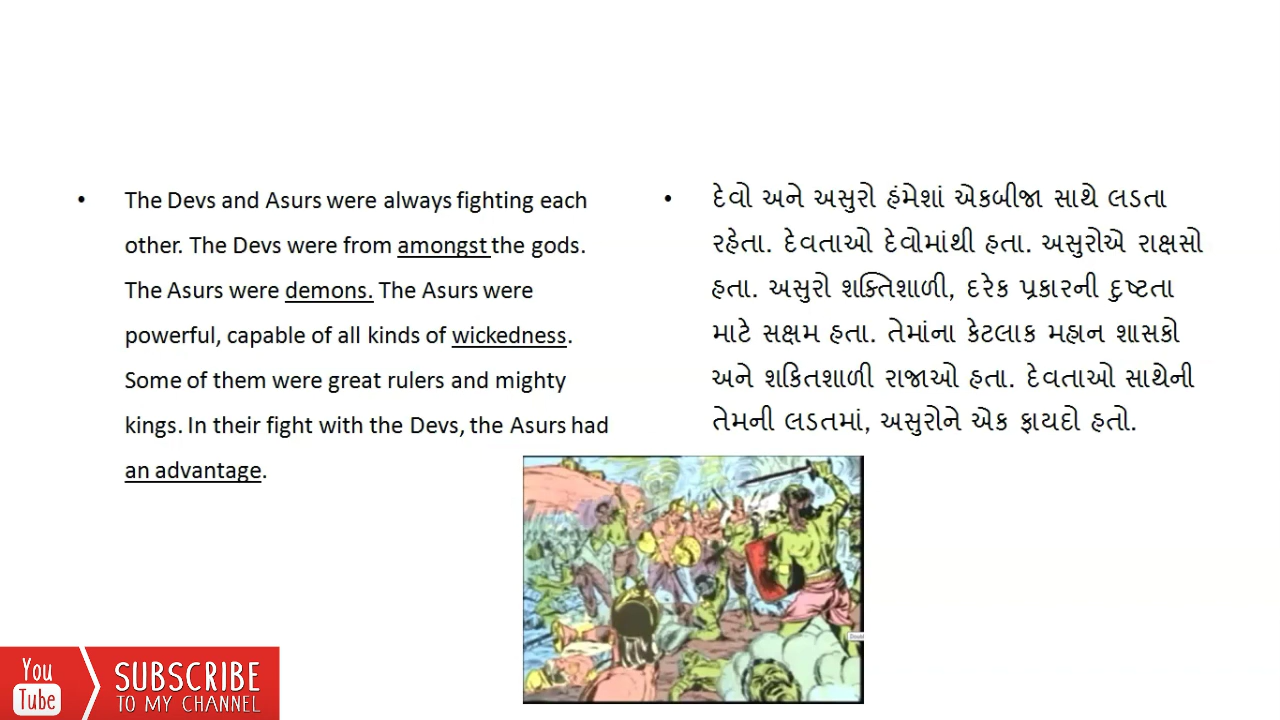 • The Devs and Asurs were always fighting each
other. The Devs were from amongst the gods.
The Asurs were demons. The Asurs were
powerful, capable of all kinds of wickedness.
Some of them were great rulers and mighty
kings. In their fight with the Devs, the Asurs had
an advantage.
• દેવો અને અસુરો હંમેશાં એકબીજા સાથે લડતા
રહેતા. દેવતાઓ દેવોમાંથી હતા. અસુરોએ રાક્ષસો
હતા. અસુરો શક્તિશાળી, દરેક પ્રકારની દુષ્ટતા
માટે સક્ષમ હતા. તેમાંના કેટલાક મહાન શાસકો
અને શકિતશાળી રાજાઓ હતા. દેવતાઓ સાથેની
તેમની લડતમાં, અસુરોને એક ફાયદો હતો.
You
Tube
SUBSCRIBE
TO MY CHANNEL